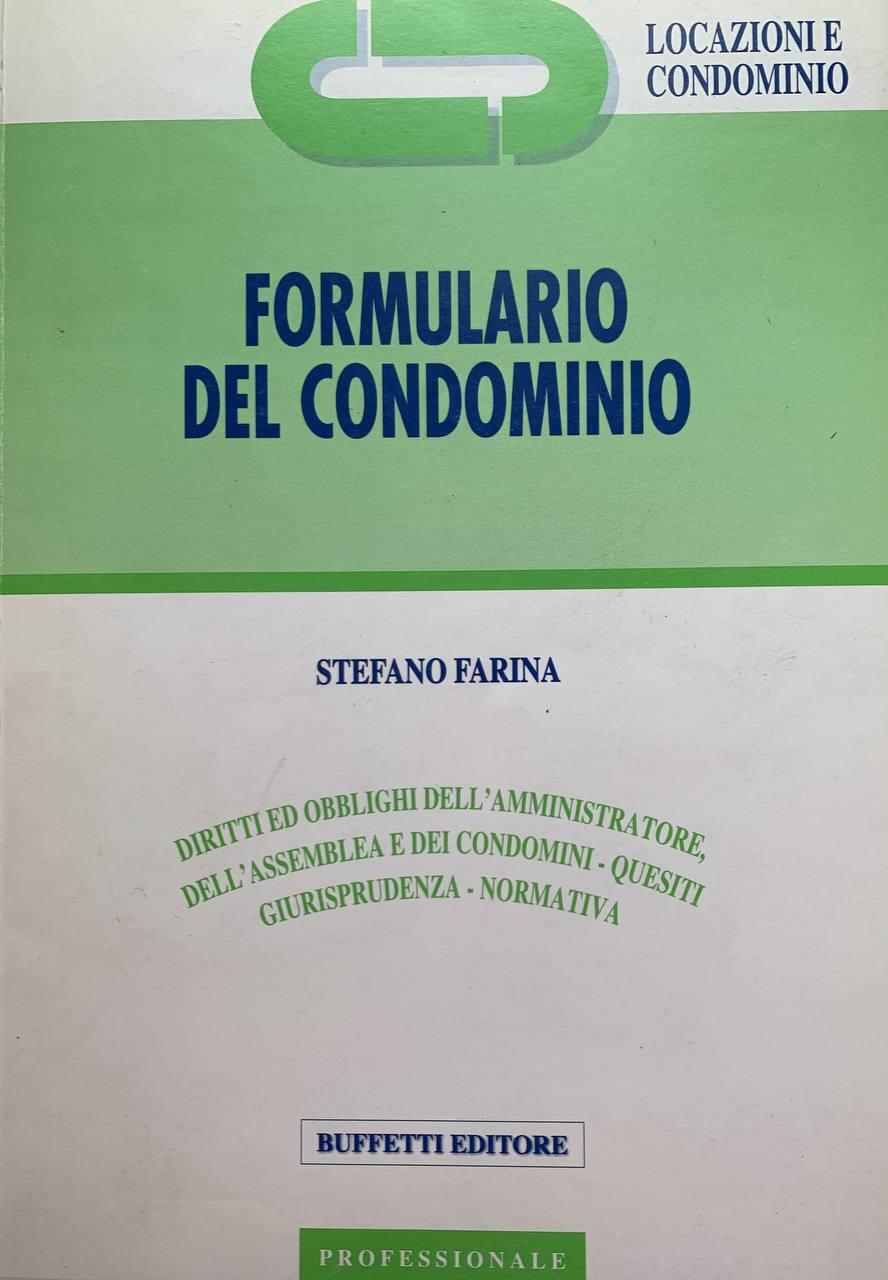 LOCAZIONI E
CONDOMINIO
FORMULARIO
DEL CONDOMINIO
STEFANO FARINA
DIRITTI ED OBBLIGHI DELL'AMMINISTRATORE,
DELL'ASSEMBLEA E DEI CONDOMINI - QUESITI
GIURISPRUDENZA - NORMATIVA
BUFFETTI EDITORE
PROFESSIONALE